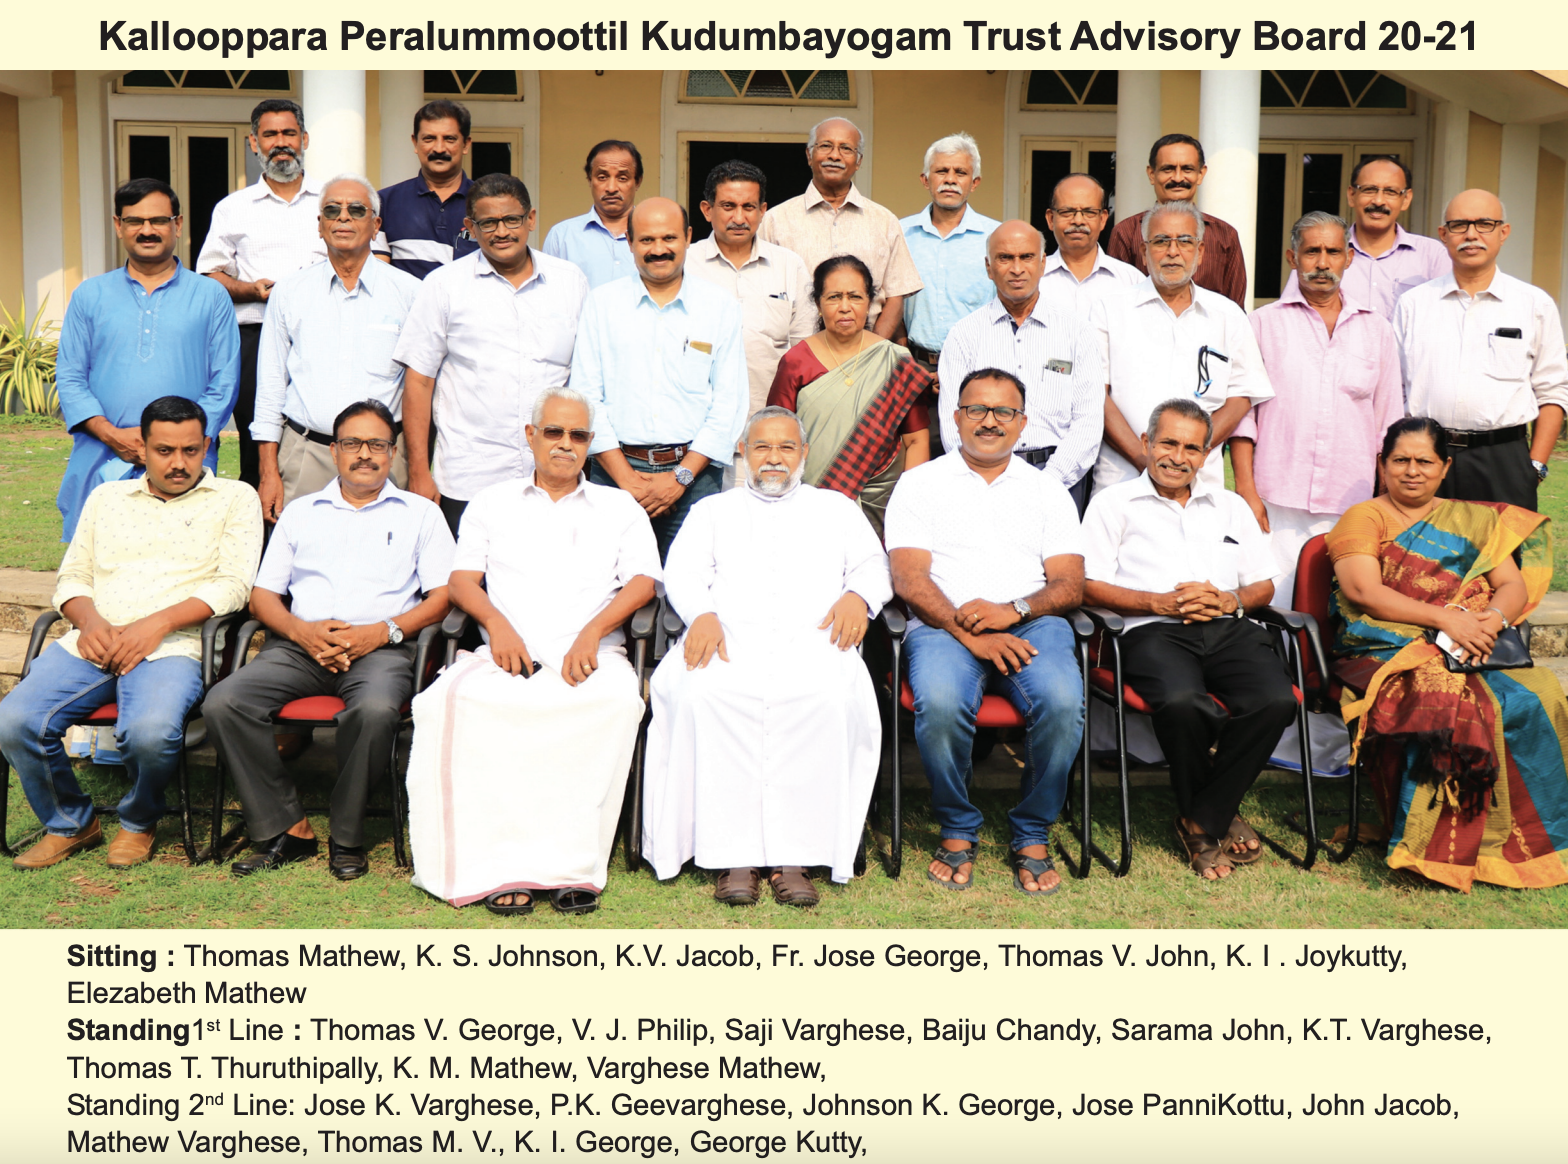 Kallooppara Peralummoottil Kudumbayogam Trust Advisory Board 20-21
Sitting : Thomas Mathew, K. S. Johnson, K.V. Jacob, Fr. Jose George, Thomas V. John, K. I . Joykutty,
Elezabeth Mathew
Standing1st Line : Thomas V. George, V. J. Philip, Saji Varghese, Baiju Chandy, Sarama John, K.T. Varghese,
Thomas T. Thuruthipally, K. M. Mathew, Varghese Mathew,
Standing 2nd Line: Jose K. Varghese, P.K. Geevarghese, Johnson K. George, Jose PanniKottu, John Jacob,
Mathew Varghese, Thomas M. V., K. I. George, George Kutty,